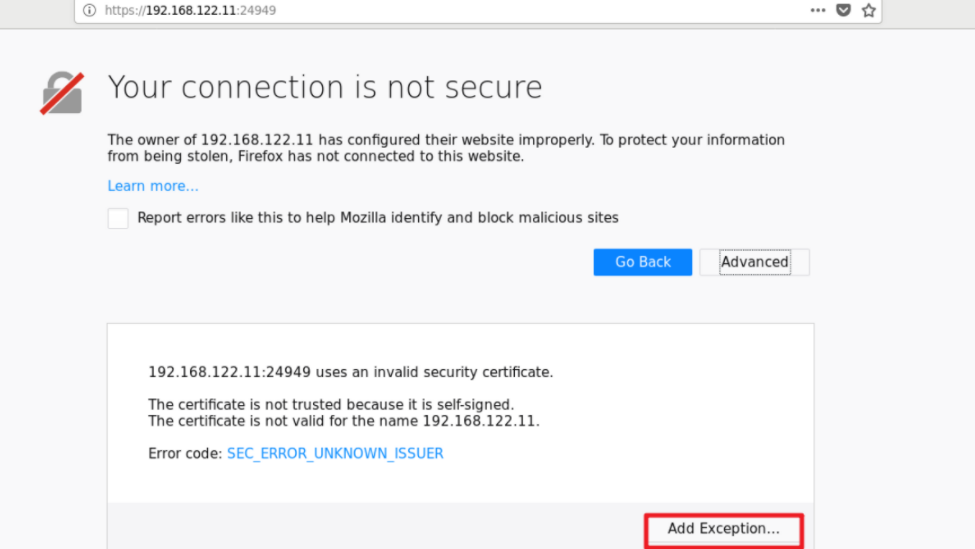 https://192.168.122.11:24949
Your connection is not secure
The owner of 192.168.122.11 has configured their website improperly. To protect your information
from being stolen, Firefox has not connected to this website.
Learn more...
Report errors like this to help Mozilla identify and block malicious sites
Go Back
Advanced
192.168.122.11:24949 uses an invalid security certificate.
The certificate is not trusted because it is self-signed.
The certificate is not valid for the name 192.168.122.11.
Error code: SEC_ERROR_UNKNOWN_ISSUER
Add Exception...